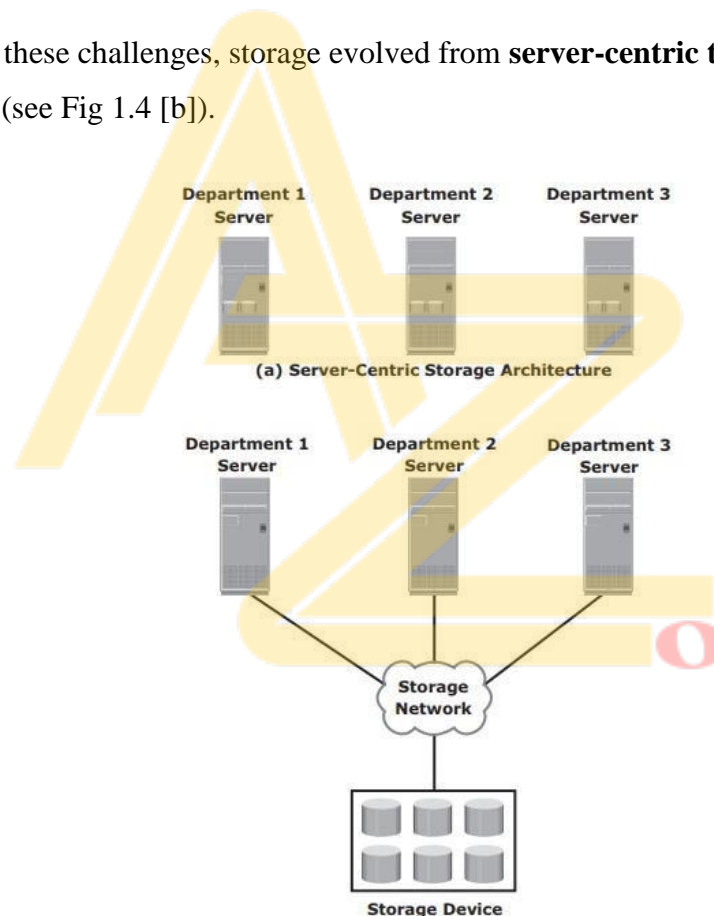 these challenges, storage evolved from server-centric t
(see Fig 1.4 [b]).
Department 1 Department 2 Department 3
Server Server Server
(a) Server-Centric Storage Architecture
Department 1 Department 2 Department 3
Server Server Server
Storage
Network
Storage Device